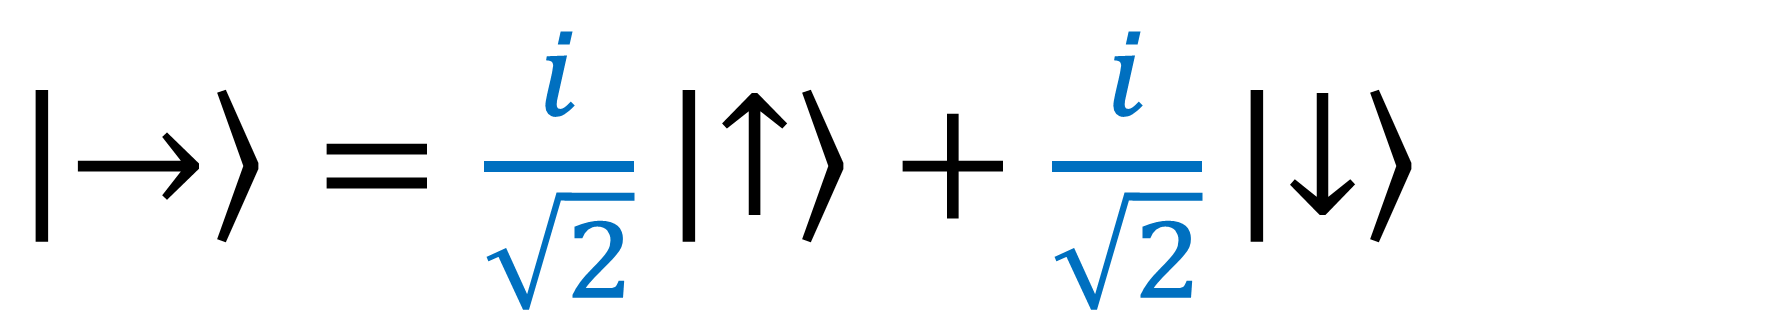 |→⟩ = i/√2 |↑⟩ + i/√2 |↓⟩